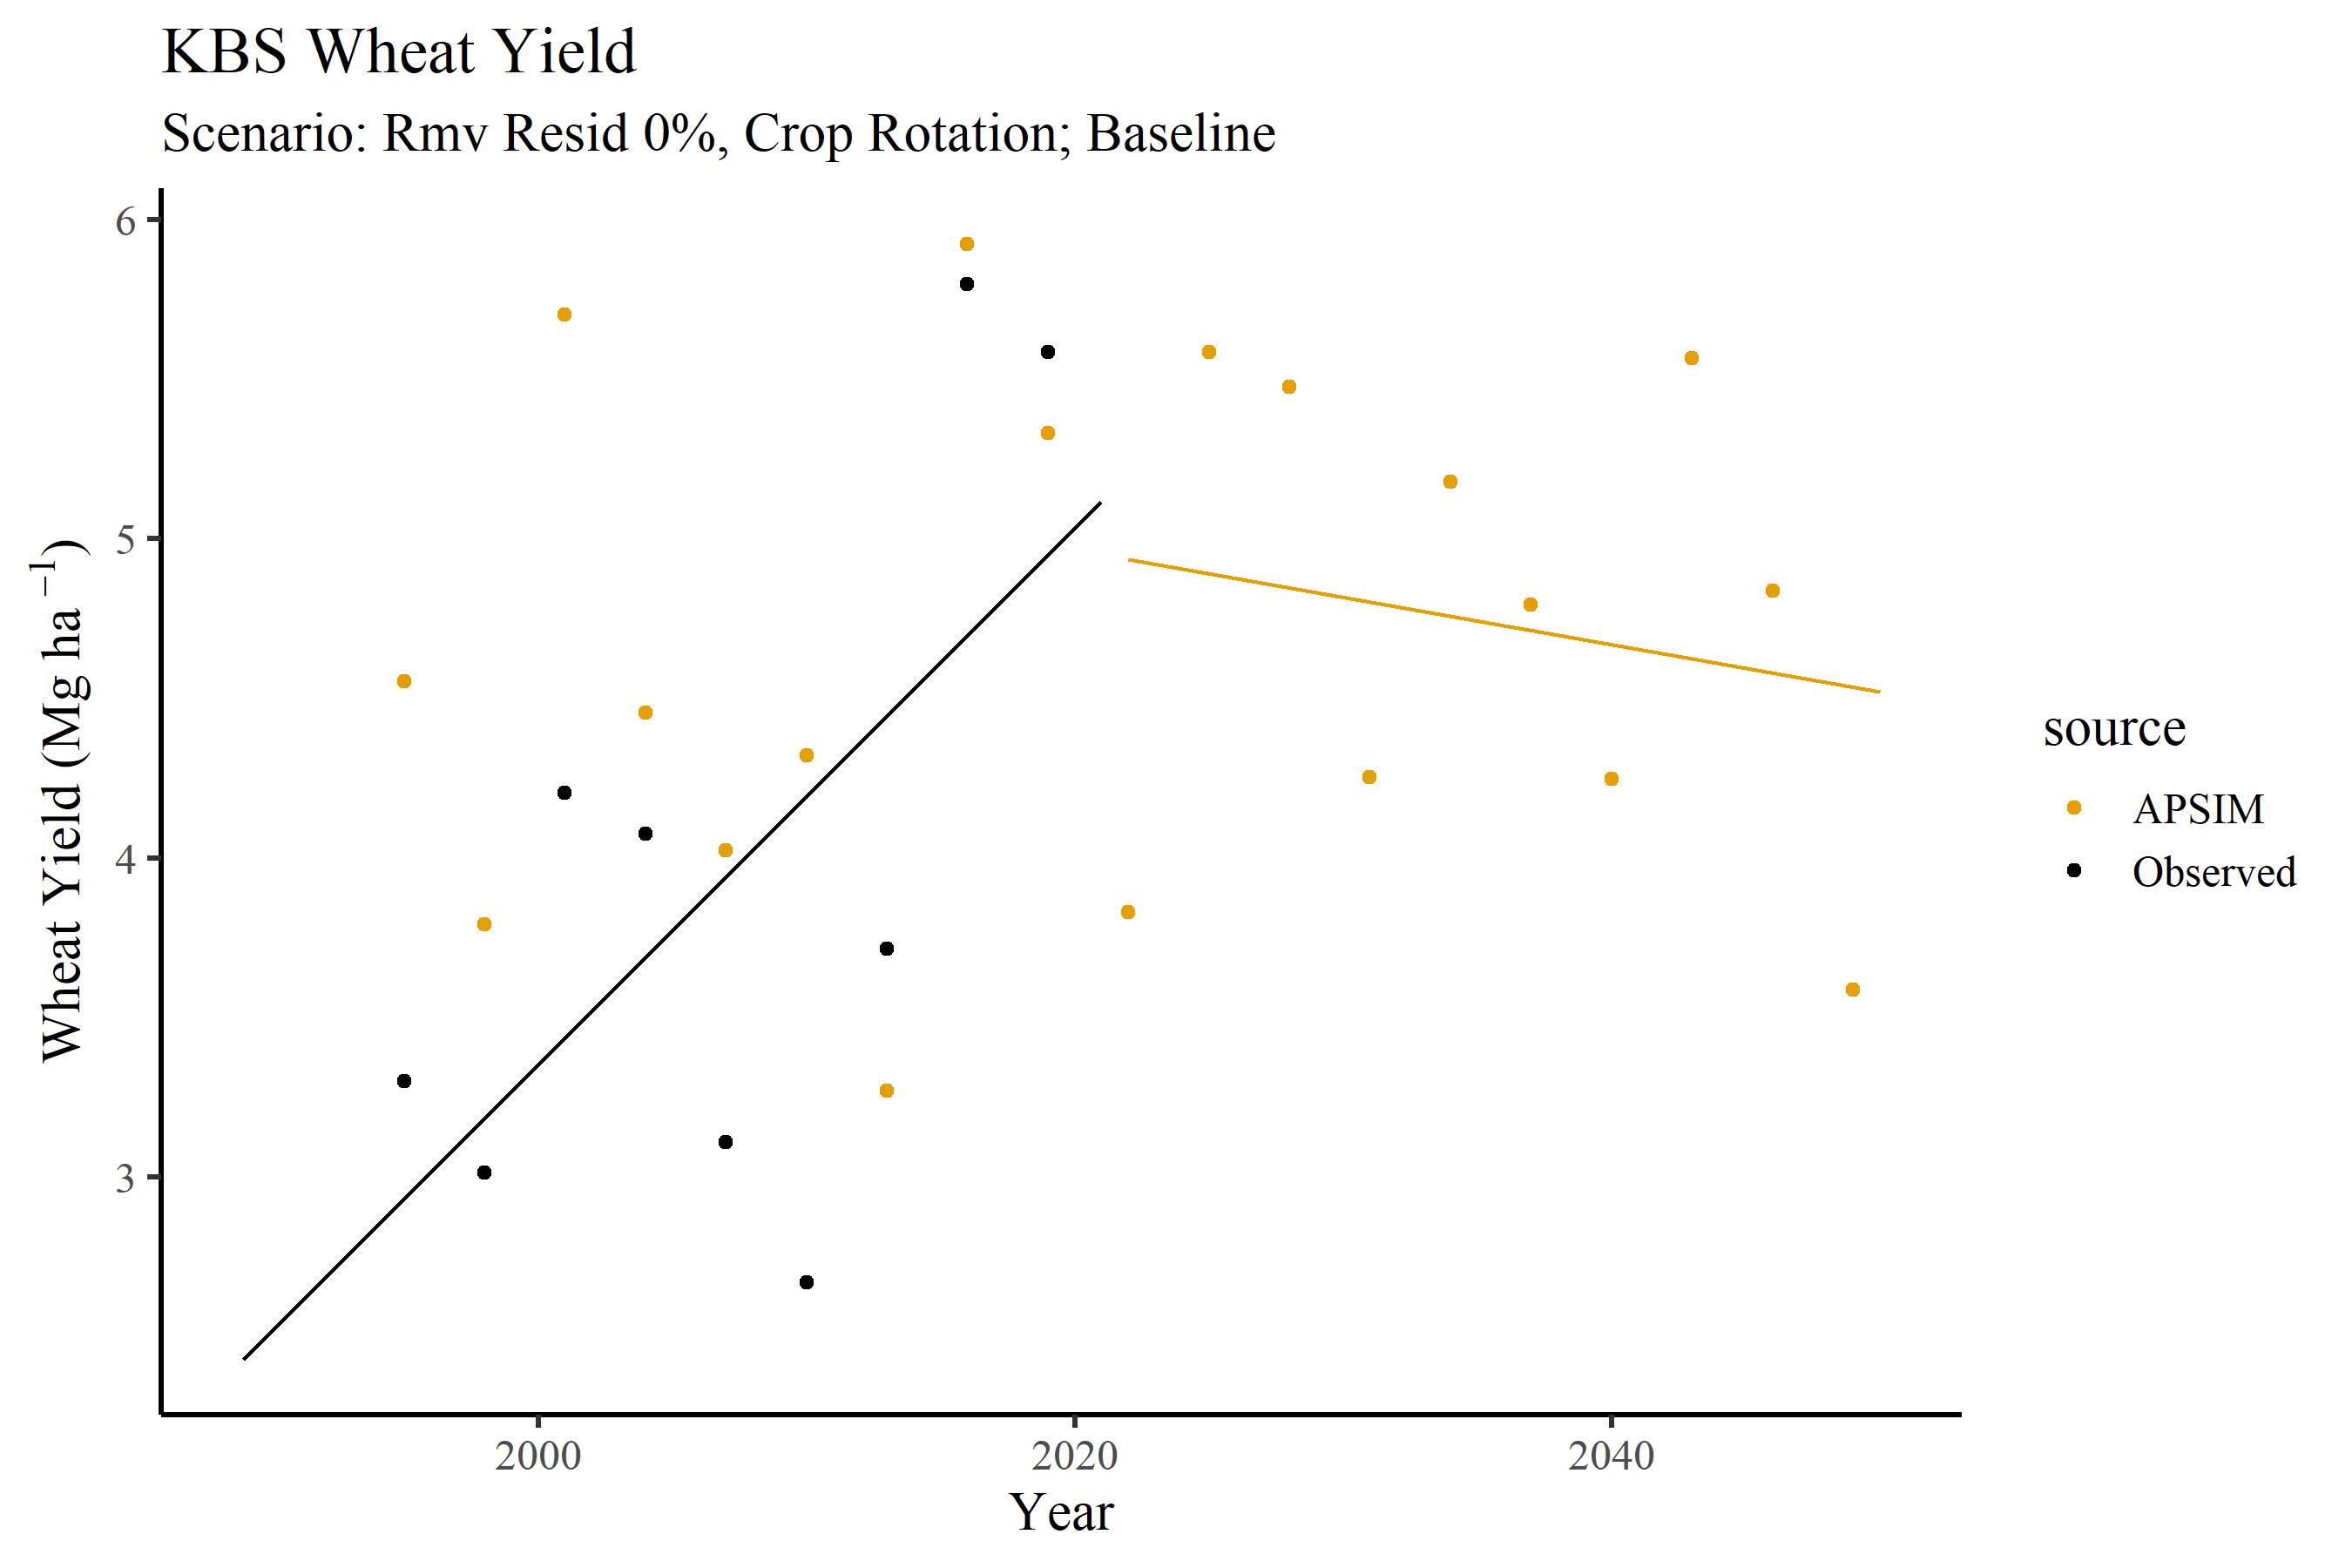 KBS Wheat Yield
Scenario: Rmv Resid 0%, Crop Rotation; Baseline
Wheat Yield (Mg ha −1)
6
5
4
3
2000
2020
2040
Year
source
APSIM
Observed